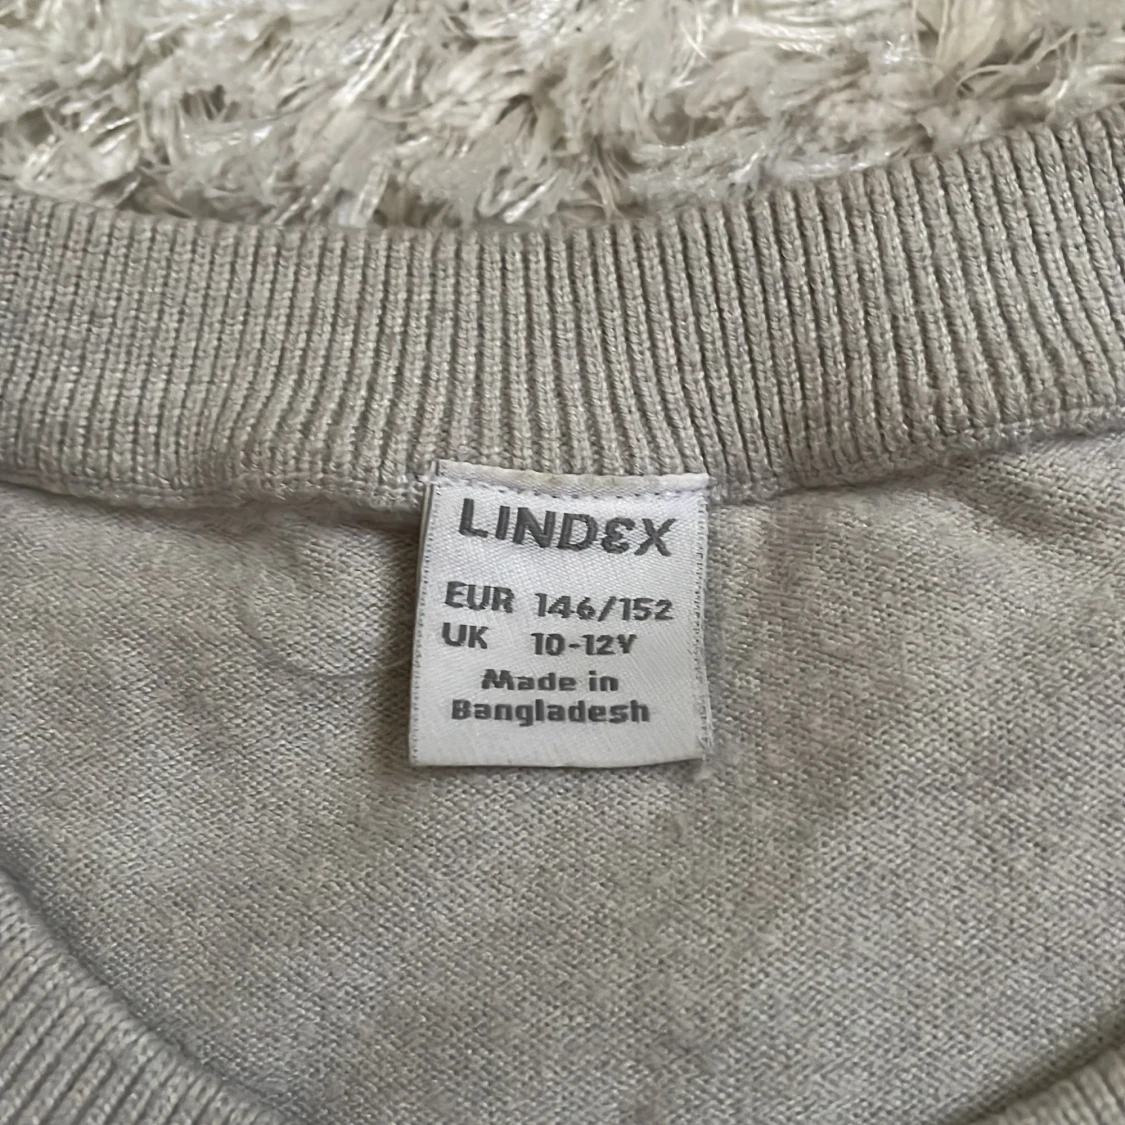 LINDEX
EUR 146/152
UK 10-12Y
Made in
Bangladesh